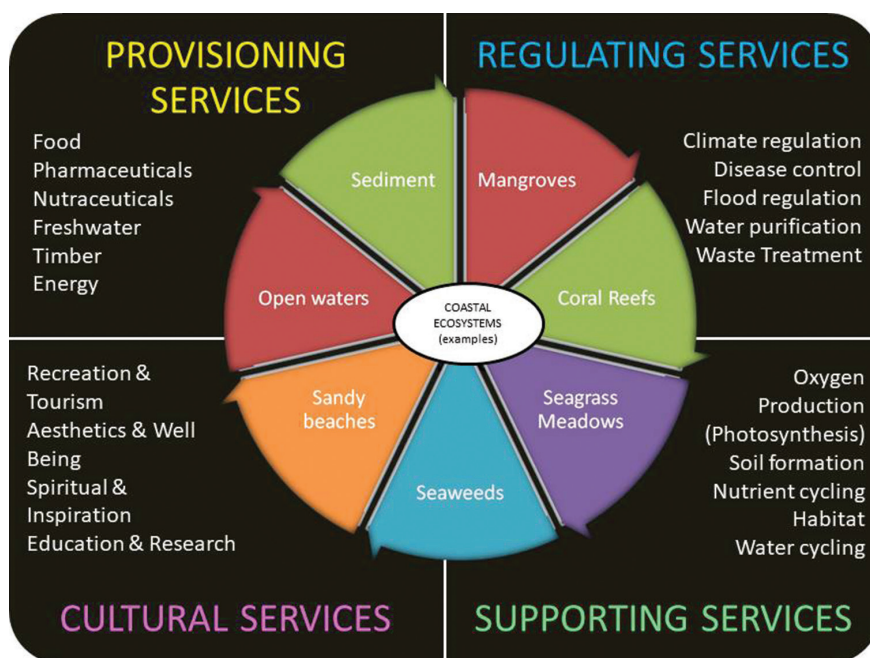 PROVISIONING
SERVICES
Food
Pharmaceuticals
Nutraceuticals
Freshwater
Timber
Energy
REGULATING SERVICES
Climate regulation
Disease control
Flood regulation
Water purification
Waste Treatment
Sediment
Mangroves
Open waters
Coral Reefs
COASTAL
ECOSYSTEMS
(examples)
Sandy
beaches
Seagrass
Meadows
Seaweeds
Recreation &
Tourism
Aesthetics & Well
Being
Spiritual &
Inspiration
Education & Research
CULTURAL SERVICES
Oxygen
Production
(Photosynthesis)
Soil formation
Nutrient cycling
Habitat
Water cycling
SUPPORTING SERVICES